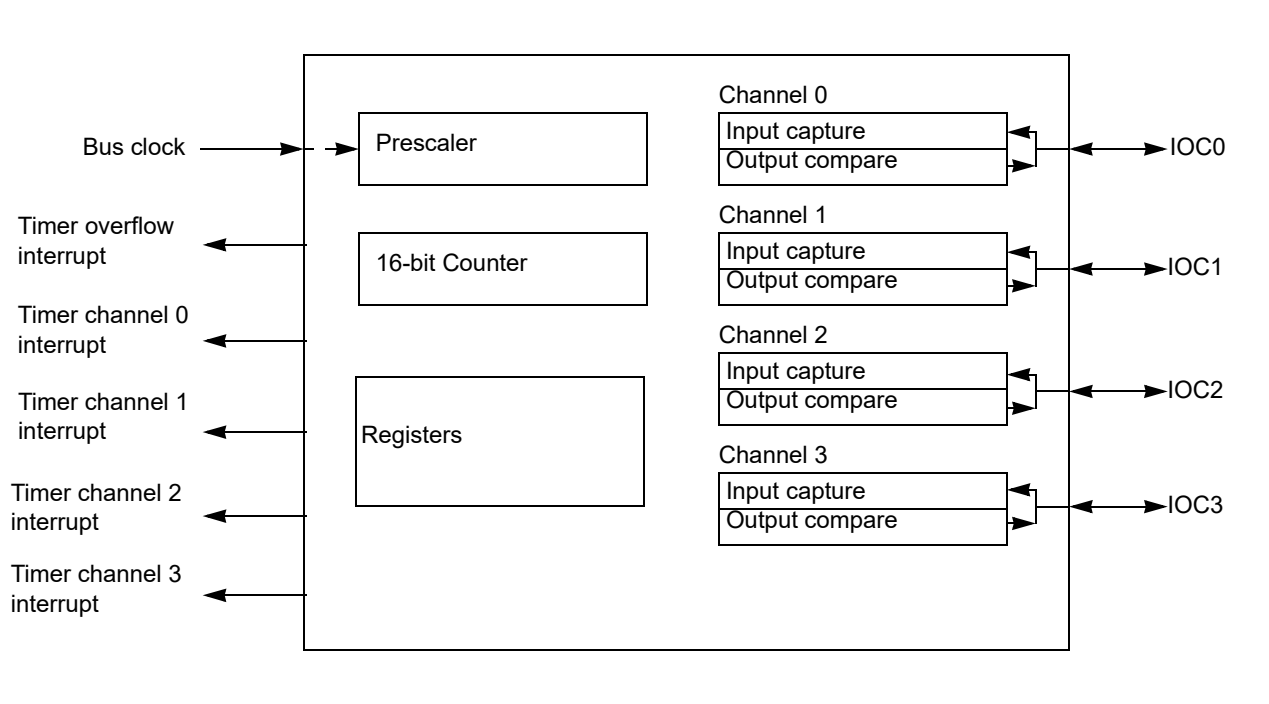 Bus clock
Timer overflow
interrupt
Timer channel 0
interrupt
Timer channel 1
interrupt
Timer channel 2
interrupt
Timer channel 3
interrupt
Prescaler
16-bit Counter
Registers
Channel 0
Input capture
Output compare
IOC0
Channel 1
Input capture
Output compare
IOC1
Channel 2
Input capture
Output compare
IOC2
Channel 3
Input capture
Output compare
IOC3